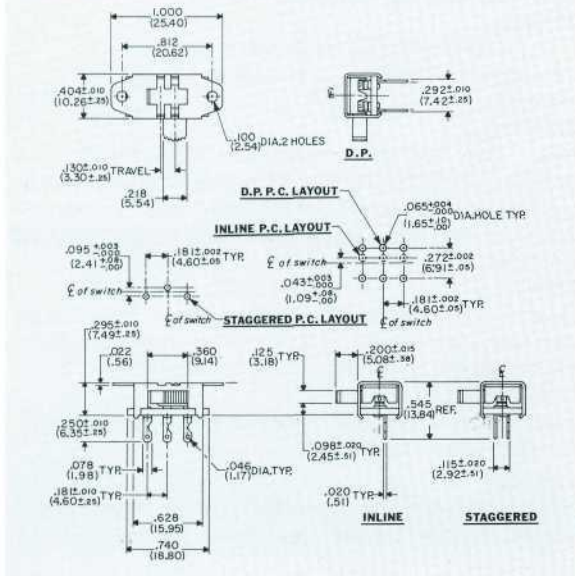 1.000
(25.40)
.812
(20.62)
.404±.010
(10.26±.25)
.292±.010
(7.42±.25)
.100
(2.54) DIA.2 HOLES
D.P.
.130±.010 TRAVEL
(3.30±.25)
.218
(5.54)
D.P. P.C. LAYOUT
.065+.004 -.000 DIA.HOLE TYP.
(1.65+.10 -.00)
INLINE P.C. LAYOUT
.095+.003 -.000
(2.41+.08 -.00)
.181±.002 TYP.
(4.60±.05)
℄ of switch
.272±.002
(6.91±.05)
.043+.003 -.000
(1.09+.08 -.00)
℄ of switch
.181±.002 TYP.
(4.60±.05)
℄ of switch
STAGGERED P.C. LAYOUT
℄ of switch
.295±.010
(7.49±.25)
.022
(.56)
.360
(9.14)
.125 TYP.
(3.18)
.200±.015
(5.08±.38)
℄
℄
.545 REF.
(13.84)
.250±.010
(6.35±.25)
.098±.020 TYP.
(2.45±.51)
.078 TYP.
(1.98)
.046 DIA.TYP.
(1.17)
.115±.020
(2.92±.51)
.181±.010 TYP.
(4.60±.25)
.020 TYP.
(.51)
.628
(15.95)
INLINE
STAGGERED
.740
(18.80)